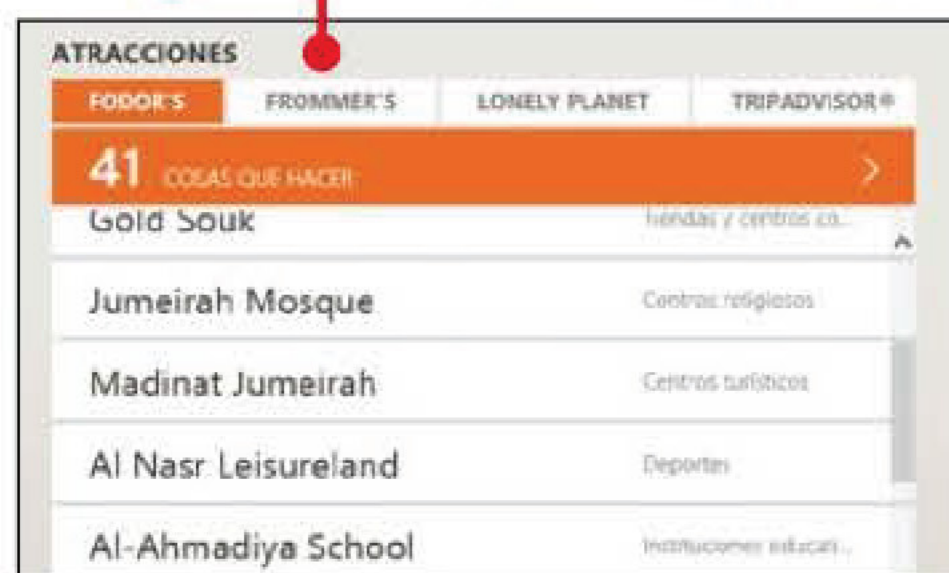 ATRACCIONES
FODOR'S FROMMER'S LONELY PLANET TRIPADVISOR®
41 COSAS QUE HACER
Gold Souk Tiendas y centros co...
Jumeirah Mosque Centros religiosos
Madinat Jumeirah Centros turísticos
Al Nasr Leisureland Deportes
Al-Ahmadiya School Instituciones educati...